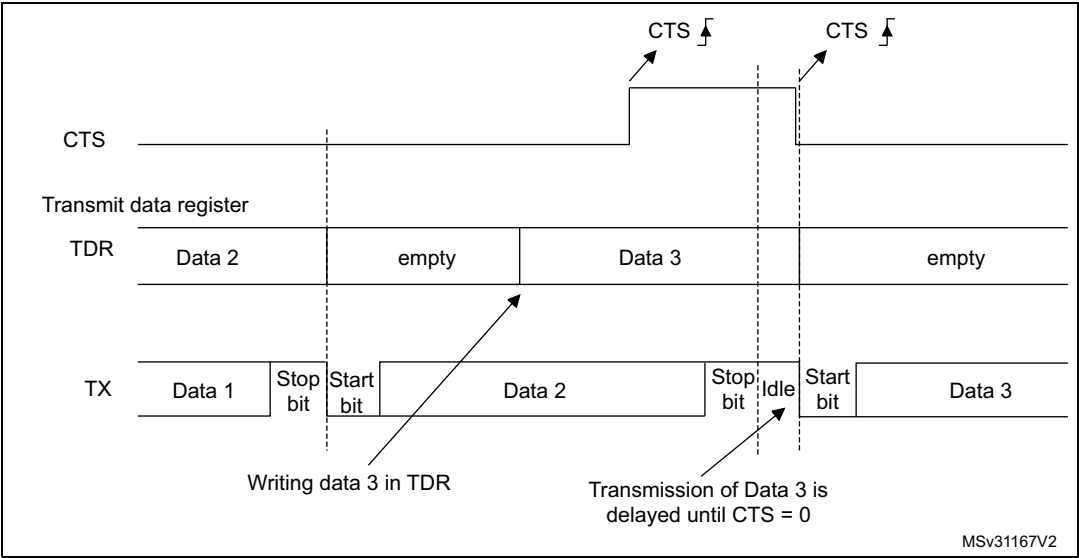 CTS CTS
CTS
Transmit data register
TDR Data 2 empty Data 3 empty
TX Data 1 Stop bit Start bit Data 2 Stop bit Idle Start bit Data 3
Writing data 3 in TDR
Transmission of Data 3 is
delayed until CTS = 0
MSv31167V2